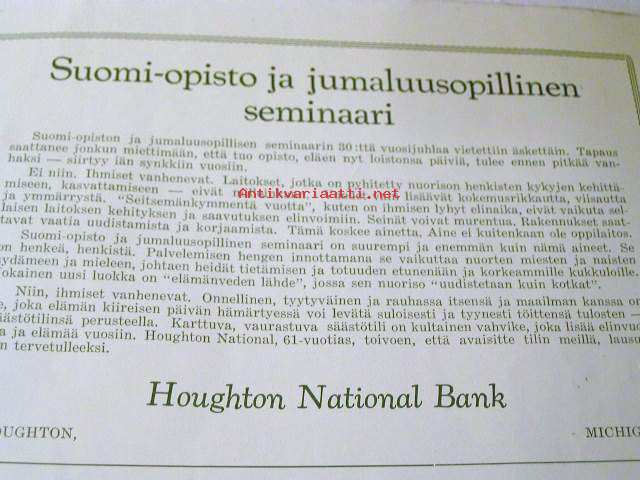 Suomi-opisto ja jumaluusopillinen
seminaari
Suomi-opiston ja jumaluusopillisen seminaarin 30:ttä vuosijuhlaa vietettiin äskettäin. Tapaus
saattanee jonkun miettimään, että tuo opisto, eläen nyt loistonsa päiviä, tulee ennen pitkää van-
haksi — siirtyy iän synkkiin vuosiin.
Ei niin. Ihmiset vanhenevat. Laitokset, jotka on pyhitetty nuorison henkisten kykyjen kehittä-
miseen, kasvattamiseen — eivät lisäävät kokemusrikkautta, viisautta
ja ymmärrystä. "Seitsemänkymmentä vuotta", kuten on ihmisen lyhyt elinaika, eivät vaikuta sel-
laisen laitoksen kehityksen ja saavutuksen elinvoimiin. Seinät voivat murentua, Rakennukset saat-
tavat vaatia uudistamista ja korjaamista. Tämä koskee ainetta, Aine ei kuitenkaan ole oppilaitos.
Suomi-opisto ja jumaluusopillinen seminaari on suurempi ja enemmän kuin nämä aineet. Se
on henkeä, henkistä. Palvelemisen hengen innottamana se vaikuttaa nuorten miesten ja naisten
sydämeen ja mieleen, johtaen heidät tietämisen ja totuuden etunenään ja korkeammille kukkuloille.
Jokainen uusi luokka on "elämänveden lähde", jossa sen nuoriso "uudistetaan kuin kotkat".
Niin, ihmiset vanhenevat. Onnellinen, tyytyväinen ja rauhassa itsensä ja maailman kanssa on
se, joka elämän kiireisen päivän hämärtyessä voi levätä suloisesti ja tyynesti töittensä tulosten —
säästötilinsä perusteella. Karttuva, vaurastuva säästötili on kultainen vahvike, joka lisää elinvuo-
ja elämää vuosiin. Houghton National, 61-vuotias, toivoen, että avaisitte tilin meillä, lausuu
tervetulleeksi.
Antikvariaatti.net
Houghton National Bank
HOUGHTON, MICHIG